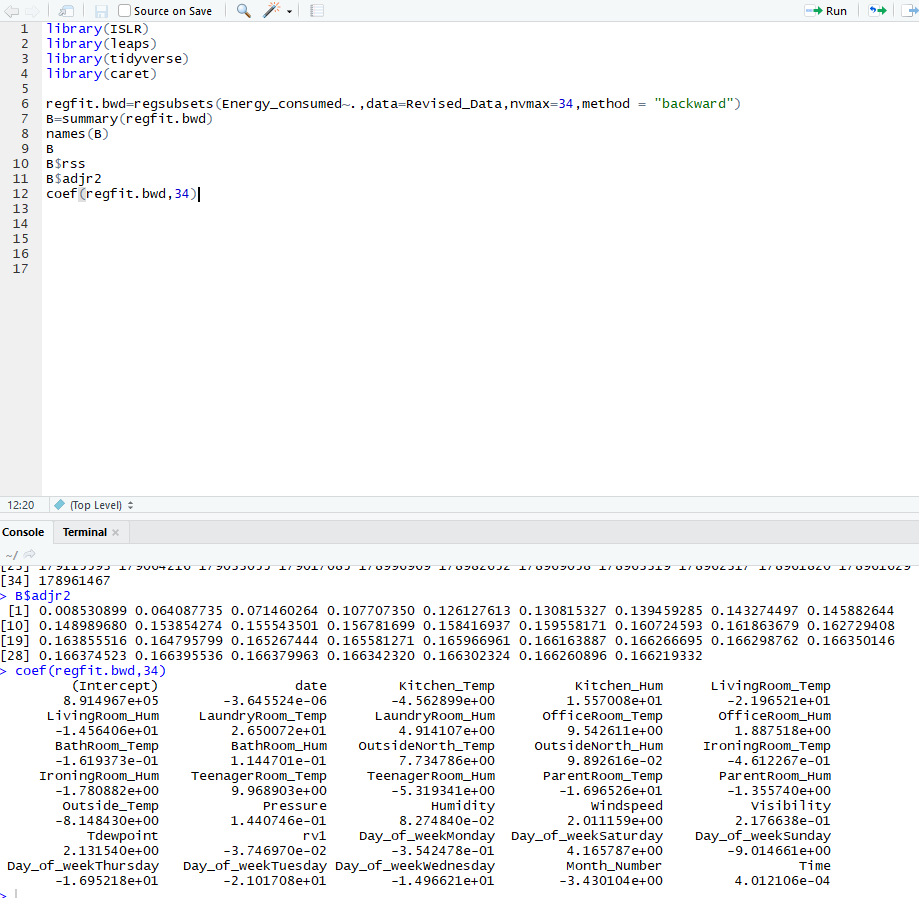 Source on Save Run
1 library(ISLR)
2 library(leaps)
3 library(tidyverse)
4 library(caret)
5
6 regfit.bwd=regsubsets(Energy_consumed~.,data=Revised_Data,nvmax=34,method = "backward")
7 B=summary(regfit.bwd)
8 names(B)
9 B
10 B$rss
11 B$adjr2
12 coef(regfit.bwd,34)
13
14
15
16
17
12:20 (Top Level)
Console Terminal
~/
[34] 178961467
> B$adjr2
[1] 0.008530899 0.064087735 0.071460264 0.107707350 0.126127613 0.130815327 0.139459285 0.143274497 0.145882644
[10] 0.148989680 0.153854274 0.155543501 0.156781699 0.158416937 0.159558171 0.160724593 0.161863679 0.162729408
[19] 0.163855516 0.164795799 0.165267444 0.165581271 0.165966961 0.166163887 0.166266695 0.166298762 0.166350146
[28] 0.166374523 0.166395536 0.166379963 0.166342320 0.166302324 0.166260896 0.166219332
> coef(regfit.bwd,34)
(Intercept) date Kitchen_Temp Kitchen_Hum LivingRoom_Temp
8.914967e+05 -3.645524e-06 -4.562899e+00 1.557008e+01 -2.196521e+01
LivingRoom_Hum LaundryRoom_Temp LaundryRoom_Hum OfficeRoom_Temp OfficeRoom_Hum
-1.456406e+01 2.650072e+01 4.914107e+00 9.542611e+00 1.887518e+00
BathRoom_Temp BathRoom_Hum OutsideNorth_Temp OutsideNorth_Hum IroningRoom_Temp
-1.619373e-01 1.144701e-01 7.734786e+00 9.892616e-02 -4.612267e-01
IroningRoom_Hum TeenagerRoom_Temp TeenagerRoom_Hum ParentRoom_Temp ParentRoom_Hum
-1.780882e+00 9.968903e+00 -5.319341e+00 -1.696526e+01 -1.355740e+00
Outside_Temp Pressure Humidity Windspeed Visibility
-8.148430e+00 1.440746e-01 8.274840e-02 2.011159e+00 2.176638e-01
Tdewpoint rv1 Day_of_weekMonday Day_of_weekSaturday Day_of_weekSunday
2.131540e+00 -3.746970e-02 -3.542478e-01 4.165787e+00 -9.014661e+00
Day_of_weekThursday Day_of_weekTuesday Day_of_weekWednesday Month_Number Time
-1.695218e+01 -2.101708e+01 -1.496621e+01 -3.430104e+00 4.012106e-04
>